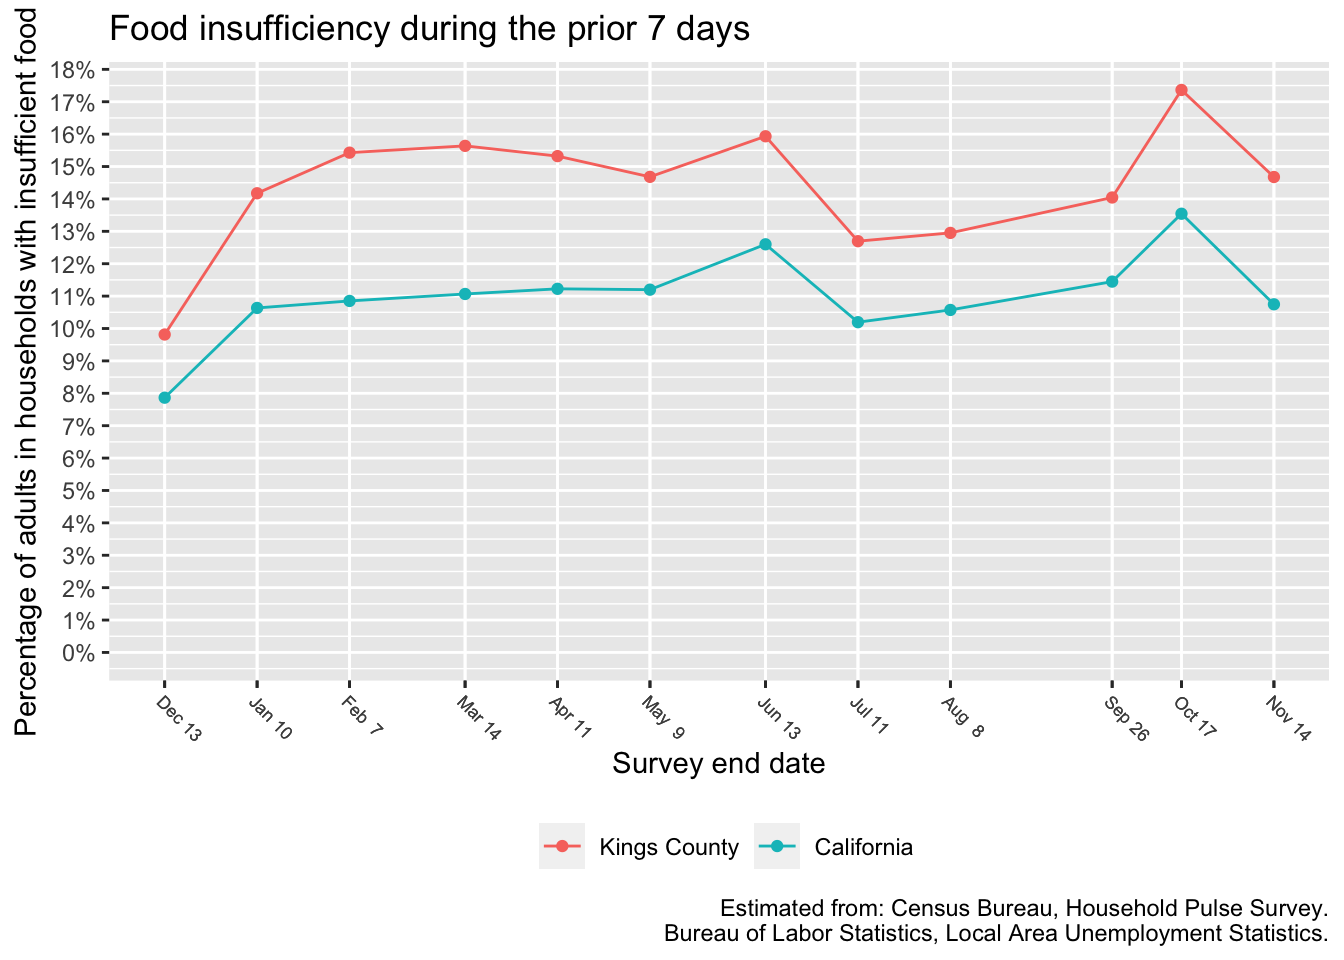 Food insufficiency during the prior 7 days
Percentage of adults in households with insufficient food
18%
17%
16%
15%
14%
13%
12%
11%
10%
9%
8%
7%
6%
5%
4%
3%
2%
1%
0%
Dec 13
Jan 10
Feb 7
Mar 14
Apr 11
May 9
Jun 13
Jul 11
Aug 8
Sep 26
Oct 17
Nov 14
Survey end date
Kings County
California
Estimated from: Census Bureau, Household Pulse Survey.
Bureau of Labor Statistics, Local Area Unemployment Statistics.